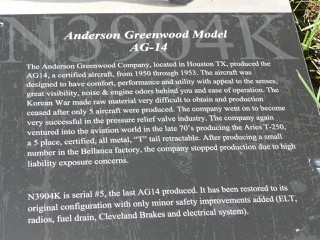 N3904K
Anderson Greenwood Model
AG-14
The Anderson Greenwood Company, located in Houston TX, produced the
AG14, a certified aircraft, from 1950 through 1953. The aircraft was
designed to have comfort, performance and utility with appeal to the senses,
great visibility, noise & engine odors behind you and ease of operation. The
Korean War made raw material very difficult to obtain and production
ceased after only 5 aircraft were produced. The company went on to become
very successful in the pressure relief valve industry. The company again
ventured into the aviation world in the late 70's producing the Aries T-250,
a 5 place, certified, all metal, "T" tail retractable. After producing a small
number in the Bellanca factory, the company stopped production due to high
liability exposure concerns.
N3904K is serial #5, the last AG14 produced. It has been restored to its
original configuration with only minor safety improvements added (ELT,
radios, fuel drain, Cleveland Brakes and electrical system).